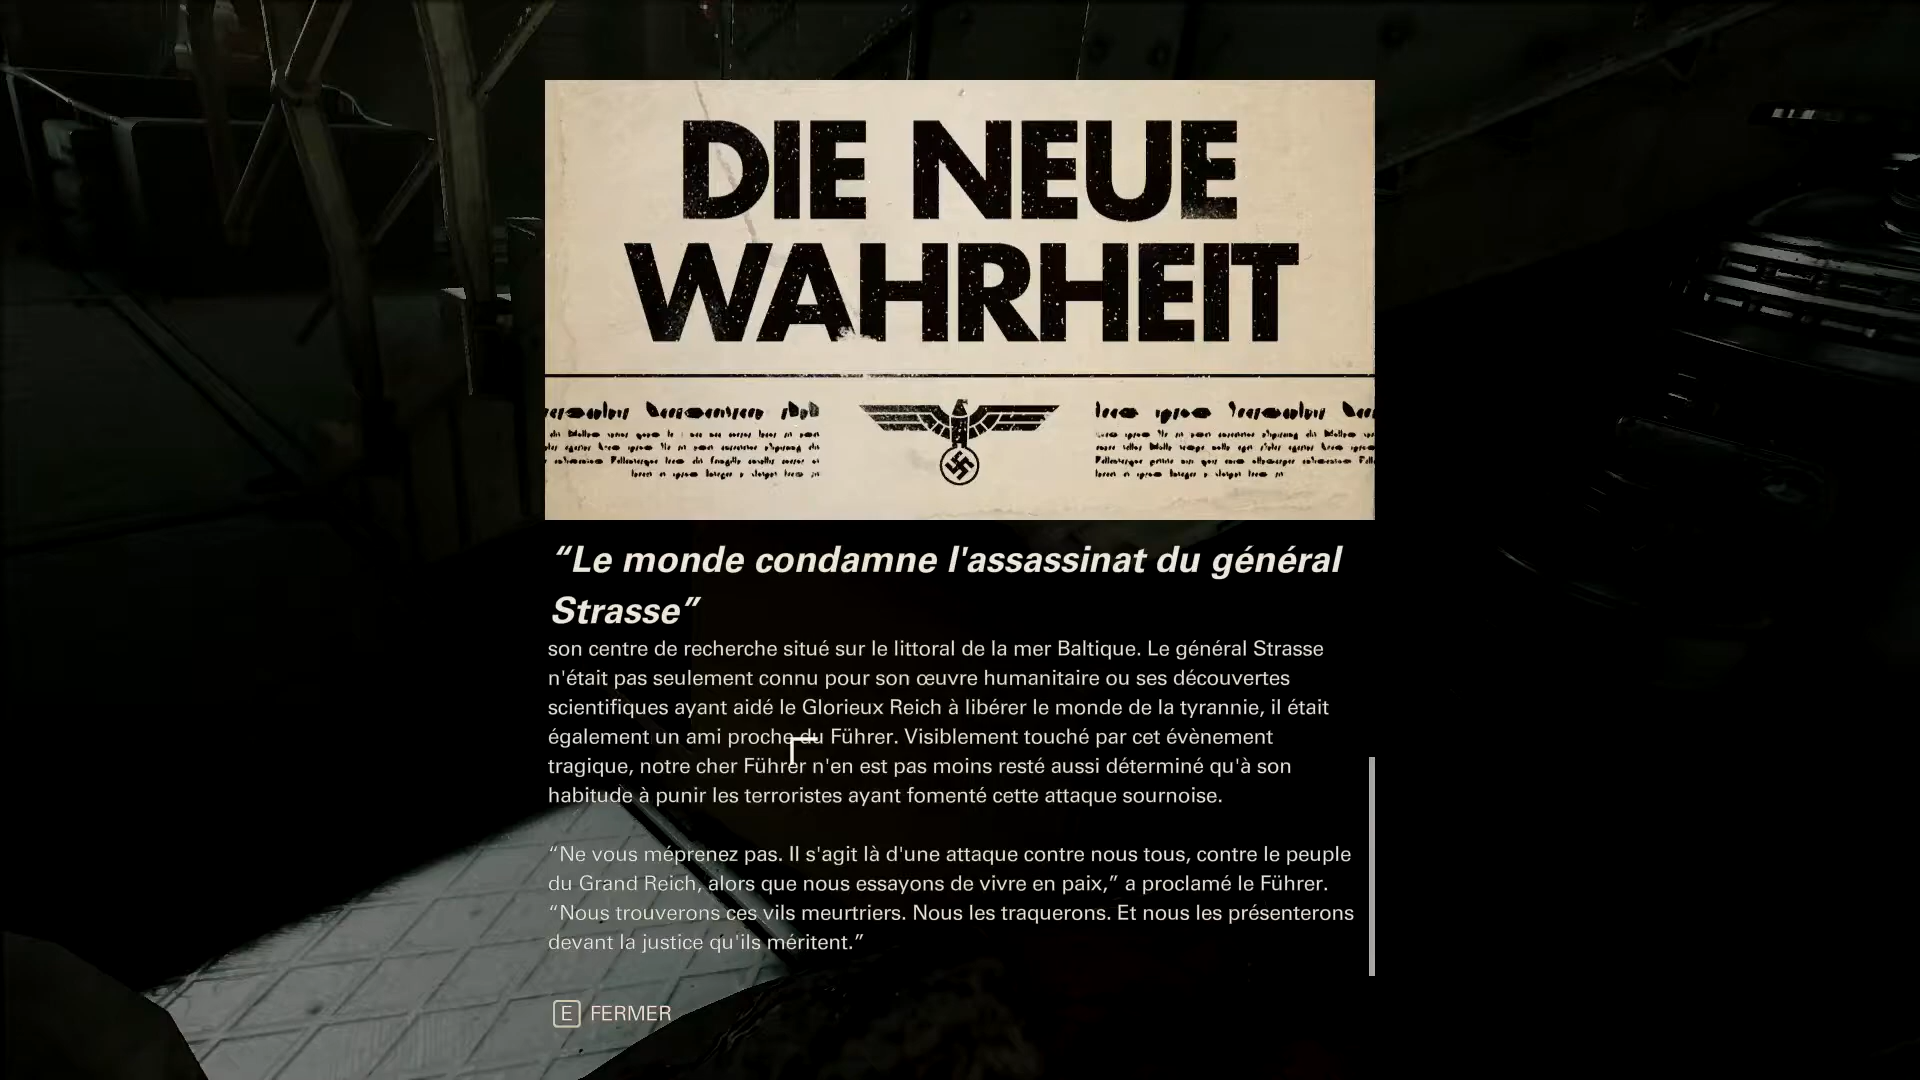 DIE NEUE
WAHRHEIT
“Le monde condamne l'assassinat du général
Strasse”
son centre de recherche situé sur le littoral de la mer Baltique. Le général Strasse
n'était pas seulement connu pour son œuvre humanitaire ou ses découvertes
scientifiques ayant aidé le Glorieux Reich à libérer le monde de la tyrannie, il était
également un ami proche du Führer. Visiblement touché par cet évènement
tragique, notre cher Führer n'en est pas moins resté aussi déterminé qu'à son
habitude à punir les terroristes ayant fomenté cette attaque sournoise.
“Ne vous méprenez pas. Il s'agit là d'une attaque contre nous tous, contre le peuple
du Grand Reich, alors que nous essayons de vivre en paix,” a proclamé le Führer.
“Nous trouverons ces vils meurtriers. Nous les traquerons. Et nous les présenterons
devant la justice qu'ils méritent.”
E FERMER